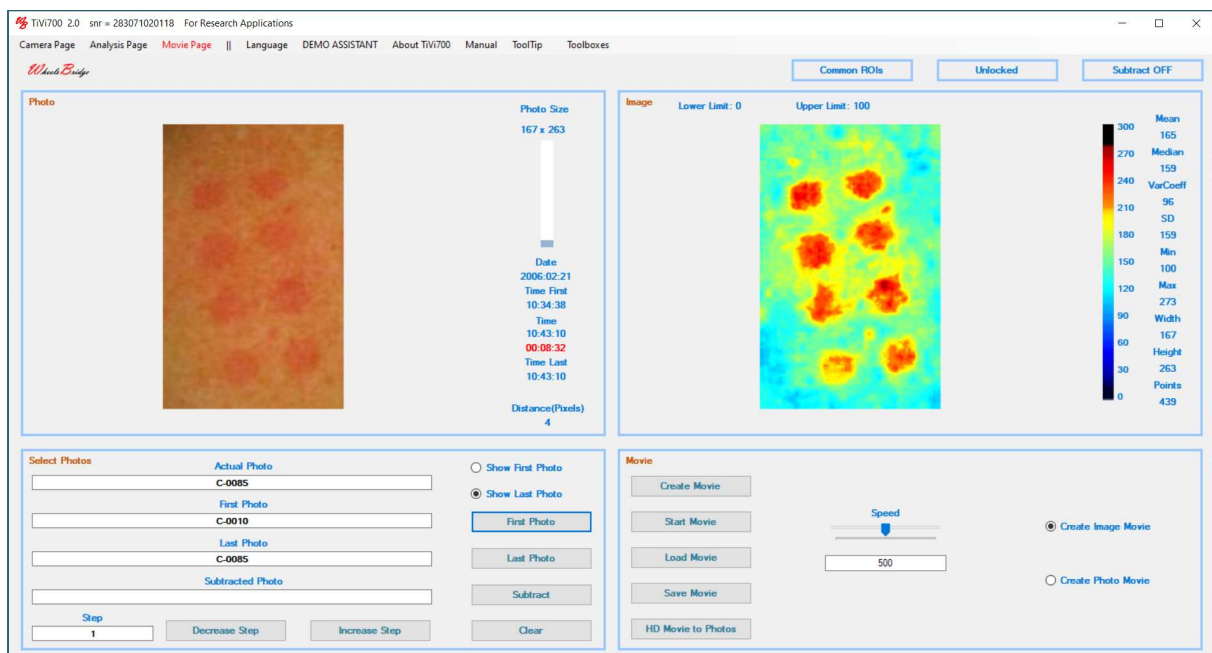 TiVi700 2.0 snr = 283071020118 For Research Applications
Camera Page Analysis Page Movie Page || Language DEMO ASSISTANT About TiVi700 Manual ToolTip Toolboxes
WheelsBridge
Common ROIs Unlocked Subtract OFF
Photo
Photo Size
167 x 263
Date
2006:02:21
Time First
10:34:38
Time
10:43:10
00:08:32
Time Last
10:43:10
Distance(Pixels)
4
Image Lower Limit: 0 Upper Limit: 100
300
270
240
210
180
150
120
90
60
30
0
Mean
165
Median
159
VarCoeff
96
SD
159
Min
100
Max
273
Width
167
Height
263
Points
439
Select Photos
Actual Photo
C-0085
First Photo
C-0010
Last Photo
C-0085
Subtracted Photo
Step
1
Decrease Step Increase Step
Show First Photo
Show Last Photo
First Photo
Last Photo
Subtract
Clear
Movie
Create Movie
Start Movie
Load Movie
Save Movie
HD Movie to Photos
Speed
500
Create Image Movie
Create Photo Movie